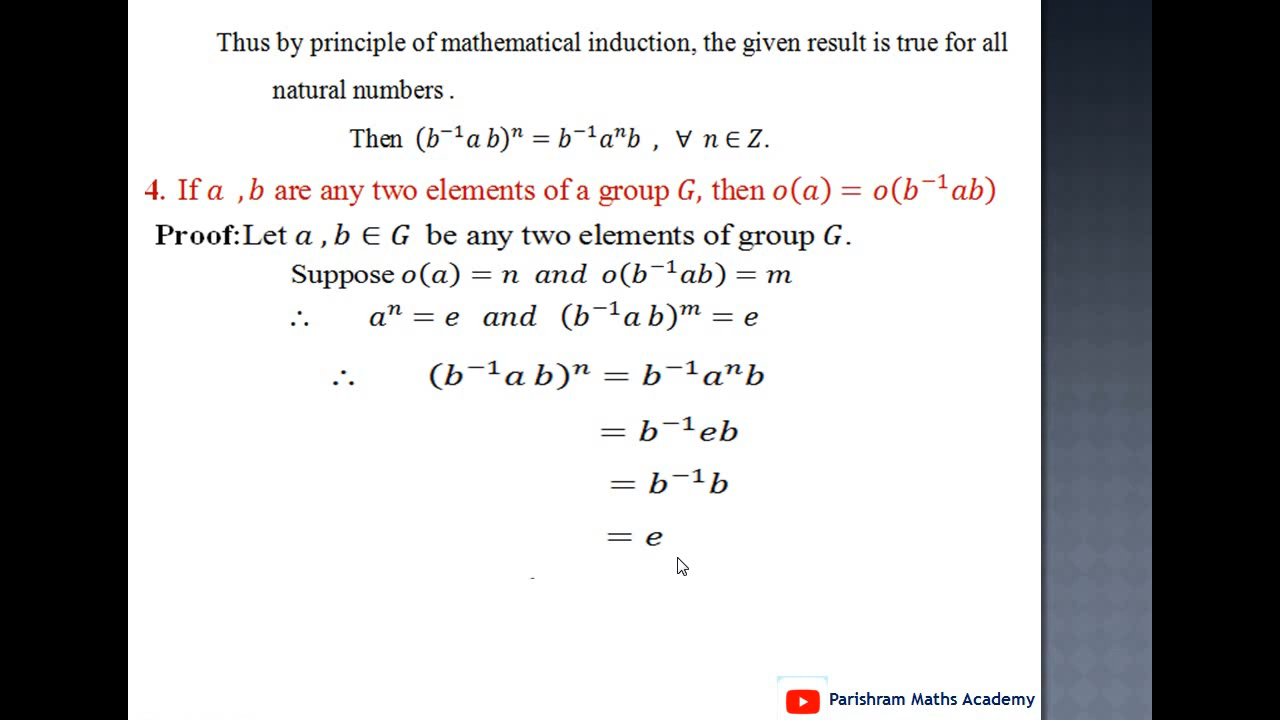 Thus by principle of mathematical induction, the given result is true for all
natural numbers .
Then (b⁻¹a b)ⁿ = b⁻¹aⁿb , ∀ n ∈ Z.
4. If a , b are any two elements of a group G, then o(a) = o(b⁻¹ab)
Proof:Let a , b ∈ G be any two elements of group G.
Suppose o(a) = n and o(b⁻¹ab) = m
∴ aⁿ = e and (b⁻¹a b)ᵐ = e
∴ (b⁻¹a b)ⁿ = b⁻¹aⁿb
= b⁻¹eb
= b⁻¹b
= e
Parishram Maths Academy